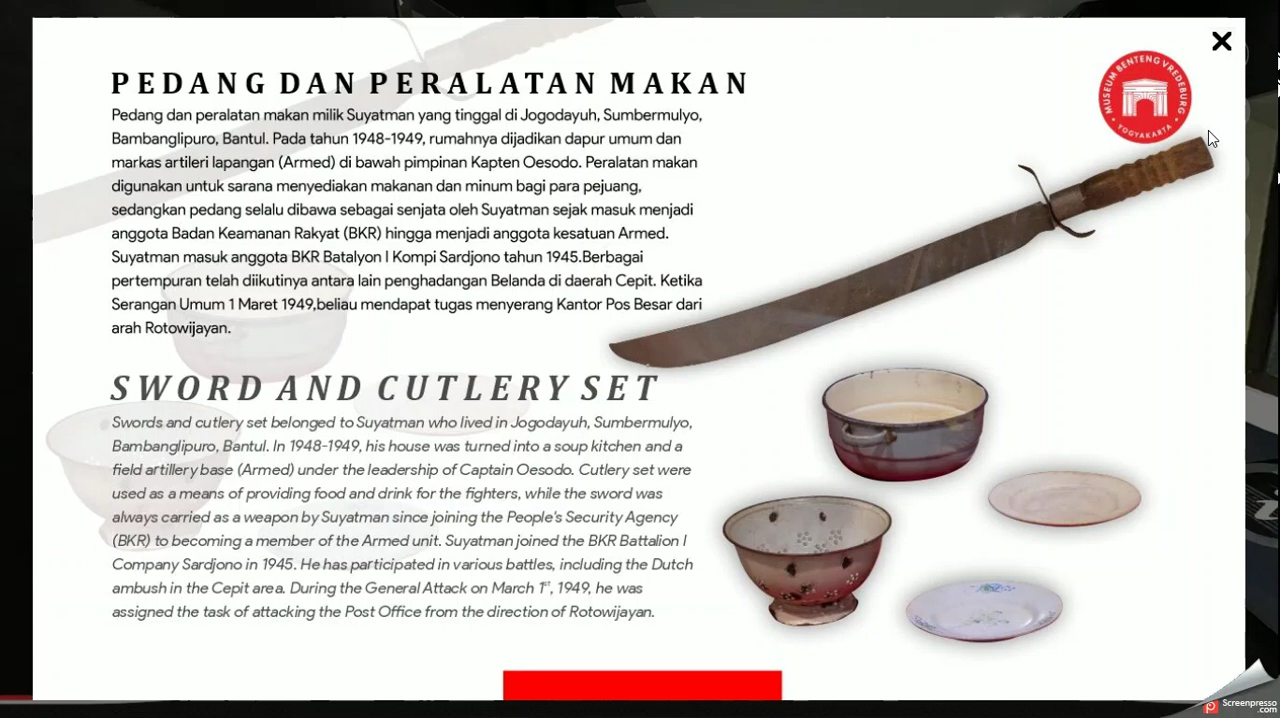 PEDANG DAN PERALATAN MAKAN
Pedang dan peralatan makan milik Suyatman yang tinggal di Jogodayuh, Sumbermulyo,
Bambanglipuro, Bantul. Pada tahun 1948-1949, rumahnya dijadikan dapur umum dan
markas artileri lapangan (Armed) di bawah pimpinan Kapten Oesodo. Peralatan makan
digunakan untuk sarana menyediakan makanan dan minum bagi para pejuang,
sedangkan pedang selalu dibawa sebagai senjata oleh Suyatman sejak masuk menjadi
anggota Badan Keamanan Rakyat (BKR) hingga menjadi anggota kesatuan Armed.
Suyatman masuk anggota BKR Batalyon I Kompi Sardjono tahun 1945.Berbagai
pertempuran telah diikutinya antara lain penghadangan Belanda di daerah Cepit. Ketika
Serangan Umum 1 Maret 1949,beliau mendapat tugas menyerang Kantor Pos Besar dari
arah Rotowijayan.
SWORD AND CUTLERY SET
Swords and cutlery set belonged to Suyatman who lived in Jogodayuh, Sumbermulyo,
Bambanglipuro, Bantul. In 1948-1949, his house was turned into a soup kitchen and a
field artillery base (Armed) under the leadership of Captain Oesodo. Cutlery set were
used as a means of providing food and drink for the fighters, while the sword was
always carried as a weapon by Suyatman since joining the People's Security Agency
(BKR) to becoming a member of the Armed unit. Suyatman joined the BKR Battalion I
Company Sardjono in 1945. He has participated in various battles, including the Dutch
ambush in the Cepit area. During the General Attack on March 1st, 1949, he was
assigned the task of attacking the Post Office from the direction of Rotowijayan.
MUSEUM BENTENG VREDEBURG
YOGYAKARTA
Screenpresso
.com